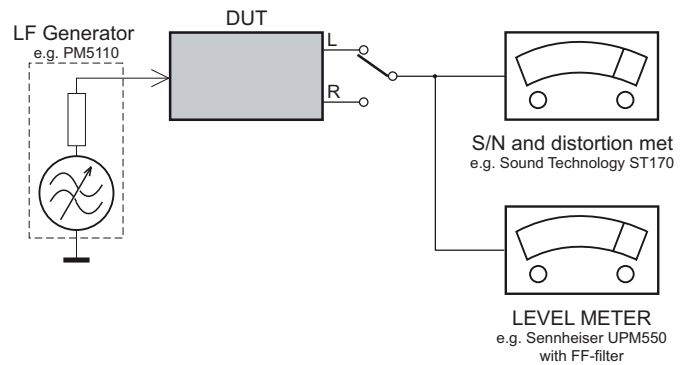 LF Generator
e.g. PM5110
DUT
L
R
S/N and distortion met
e.g. Sound Technology ST170
LEVEL METER
e.g. Sennheiser UPM550
with FF-filter